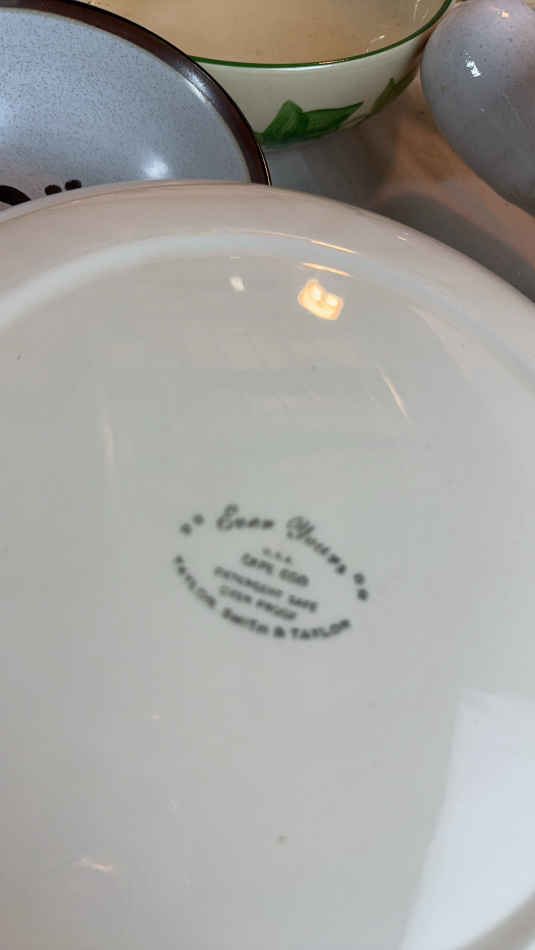 Ever Yours
U.S.A.
CAPE COD
DETERGENT SAFE
OVEN PROOF
TAYLOR, Smith & TAYLOR